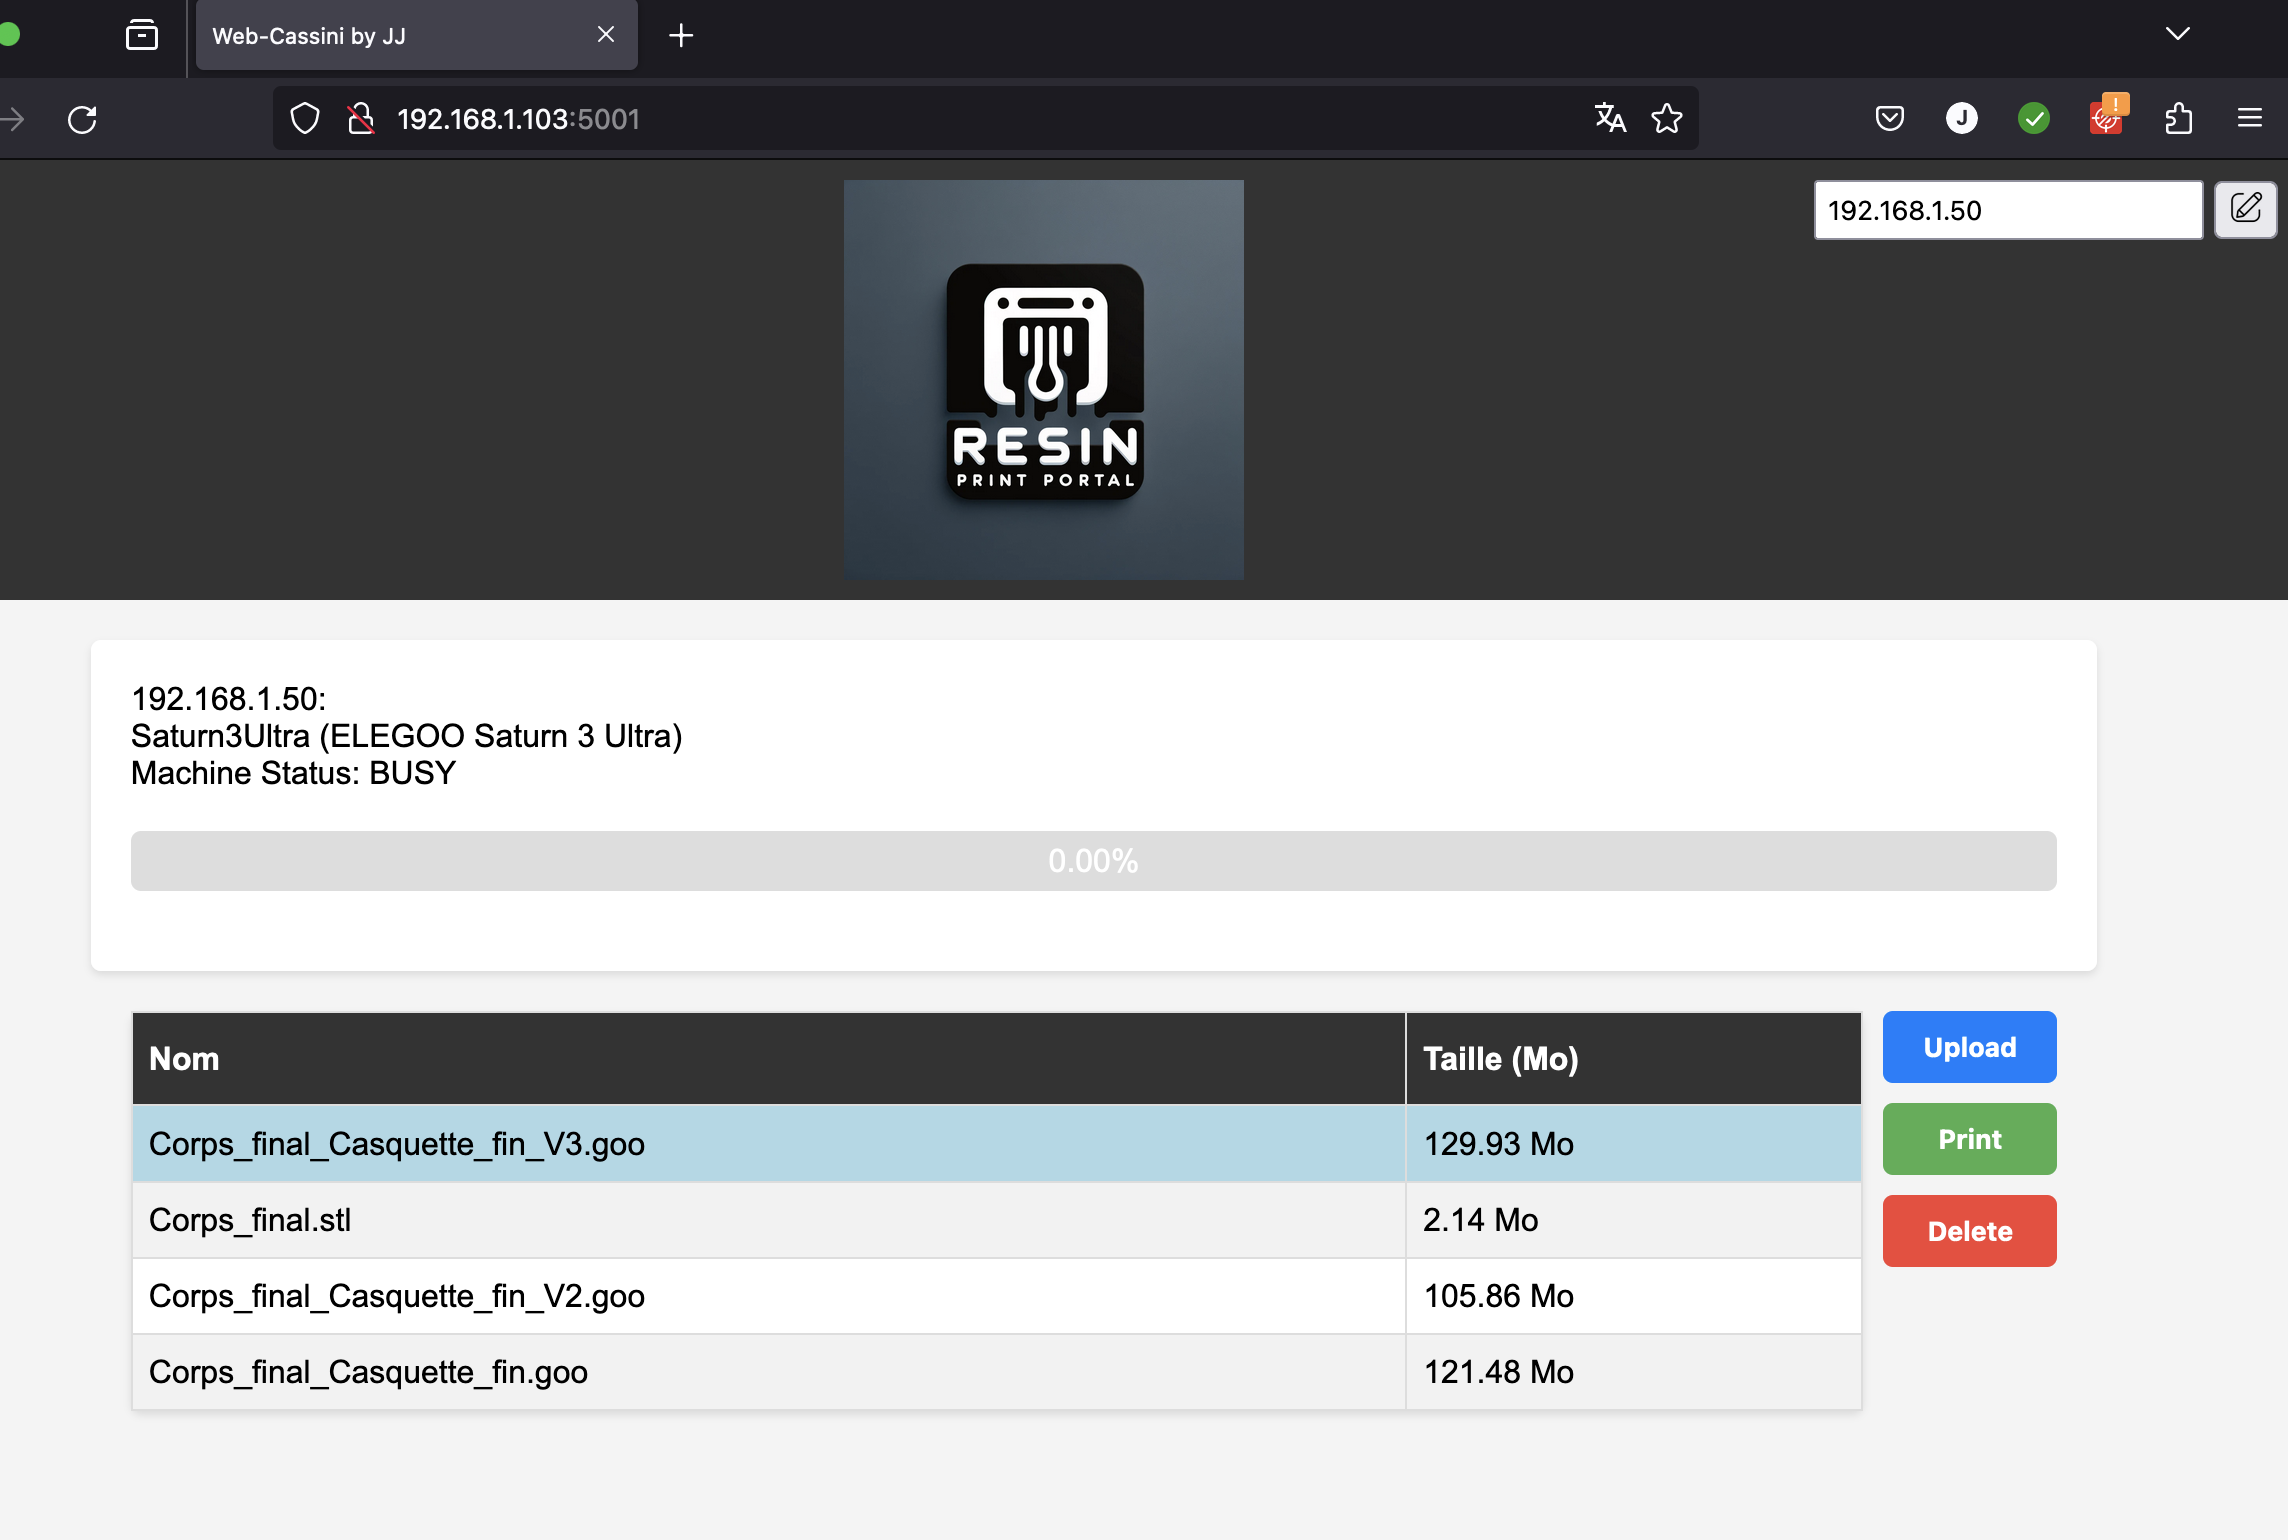 Web-Cassini by JJ
192.168.1.103:5001
J
!
192.168.1.50
RESIN
PRINT PORTAL
192.168.1.50:
Saturn3Ultra (ELEGOO Saturn 3 Ultra)
Machine Status: BUSY
0.00%
Nom Taille (Mo)
Corps_final_Casquette_fin_V3.goo 129.93 Mo
Corps_final.stl 2.14 Mo
Corps_final_Casquette_fin_V2.goo 105.86 Mo
Corps_final_Casquette_fin.goo 121.48 Mo
Upload
Print
Delete